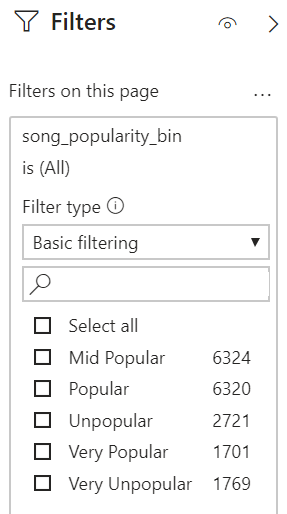 Filters
Filters on this page ...
song_popularity_bin
is (All)
Filter type
Basic filtering
Select all
Mid Popular 6324
Popular 6320
Unpopular 2721
Very Popular 1701
Very Unpopular 1769